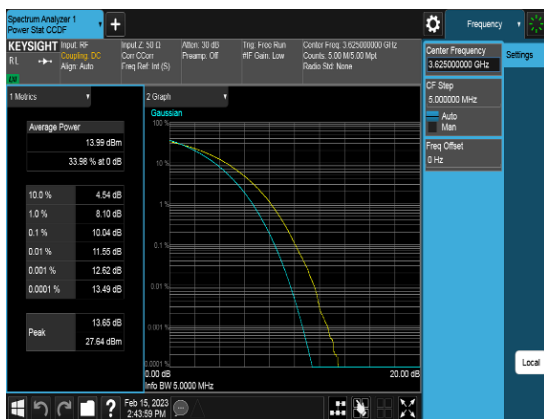 Spectrum Analyzer 1
Power Stat CCDF
Frequency
KEYSIGHT
RL
Input: RF
Coupling: DC
Align: Auto
Input Z: 50 Ω
Corr CCorr
Freq Ref: Int (S)
Atten: 30 dB
Preamp: Off
Trig: Free Run
#IF Gain: Low
Center Freq: 3.625000000 GHz
Counts: 5.00 M/5.00 Mpt
Radio Std: None
Center Frequency
3.625000000 GHz
Settings
CF Step
5.000000 MHz
Auto
Man
Freq Offset
0 Hz
1 Metrics
Average Power
13.99 dBm
33.98 % at 0 dB
10.0 % 4.54 dB
1.0 % 8.10 dB
0.1 % 10.04 dB
0.01 % 11.55 dB
0.001 % 12.62 dB
0.0001 % 13.49 dB
Peak
13.65 dB
27.64 dBm
2 Graph
Gaussian
100 %
10 %
1 %
0.1 %
0.01 %
0.001 %
0.0001 %
0.00 dB
20.00 dB
Info BW 5.0000 MHz
Local
Feb 15, 2023
2:43:59 PM